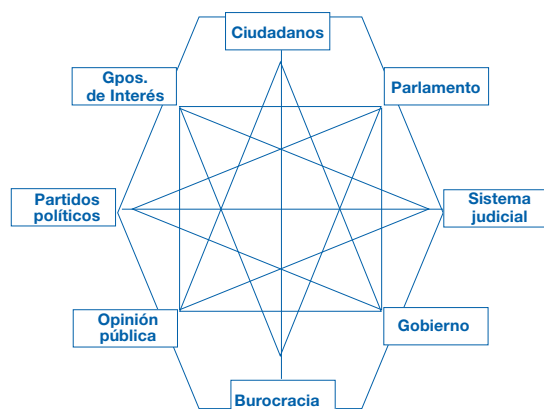 Ciudadanos
Gpos.
de Interés
Parlamento
Partidos
políticos
Sistema
judicial
Opinión
pública
Gobierno
Burocracia